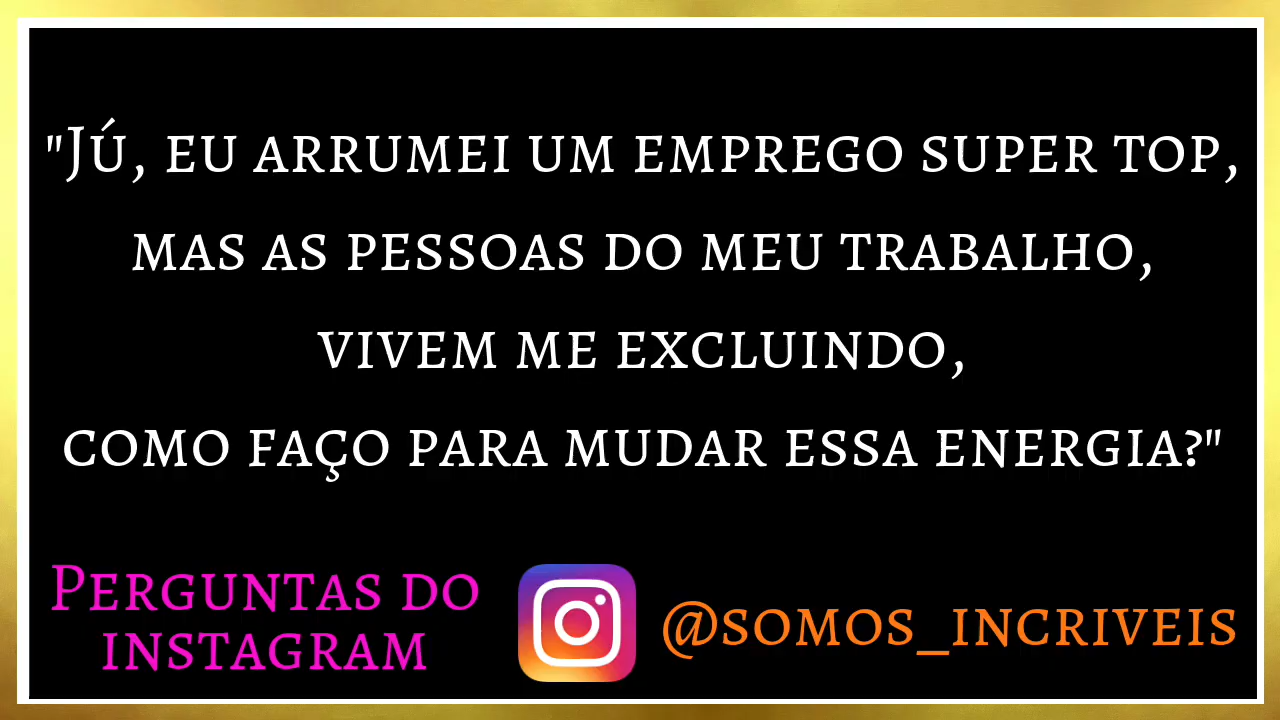 "Jú, eu arrumei um emprego super top,
mas as pessoas do meu trabalho,
vivem me excluindo,
como faço para mudar essa energia?"
Perguntas do
instagram
@somos_incriveis